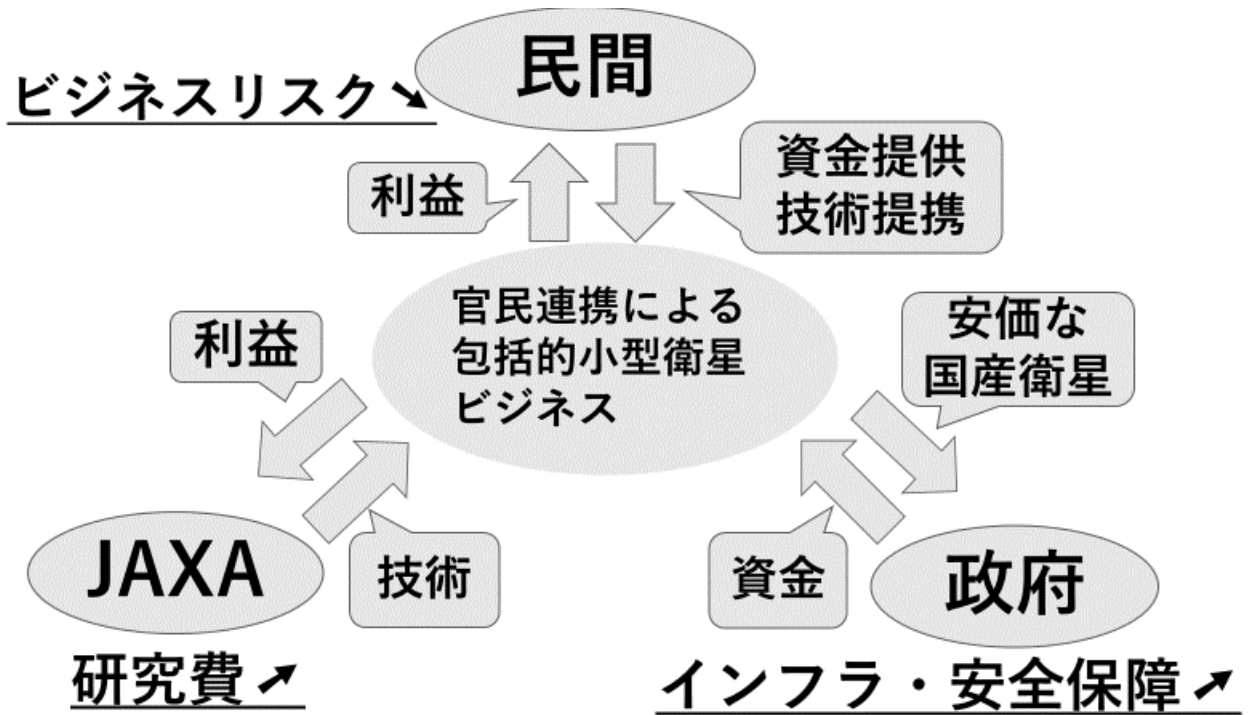 民間
ビジネスリスク➘
利益
資金提供
技術提携
官民連携による
包括的小型衛星
ビジネス
利益
安価な
国産衛星
JAXA
技術
資金
政府
研究費➚
インフラ・安全保障➚